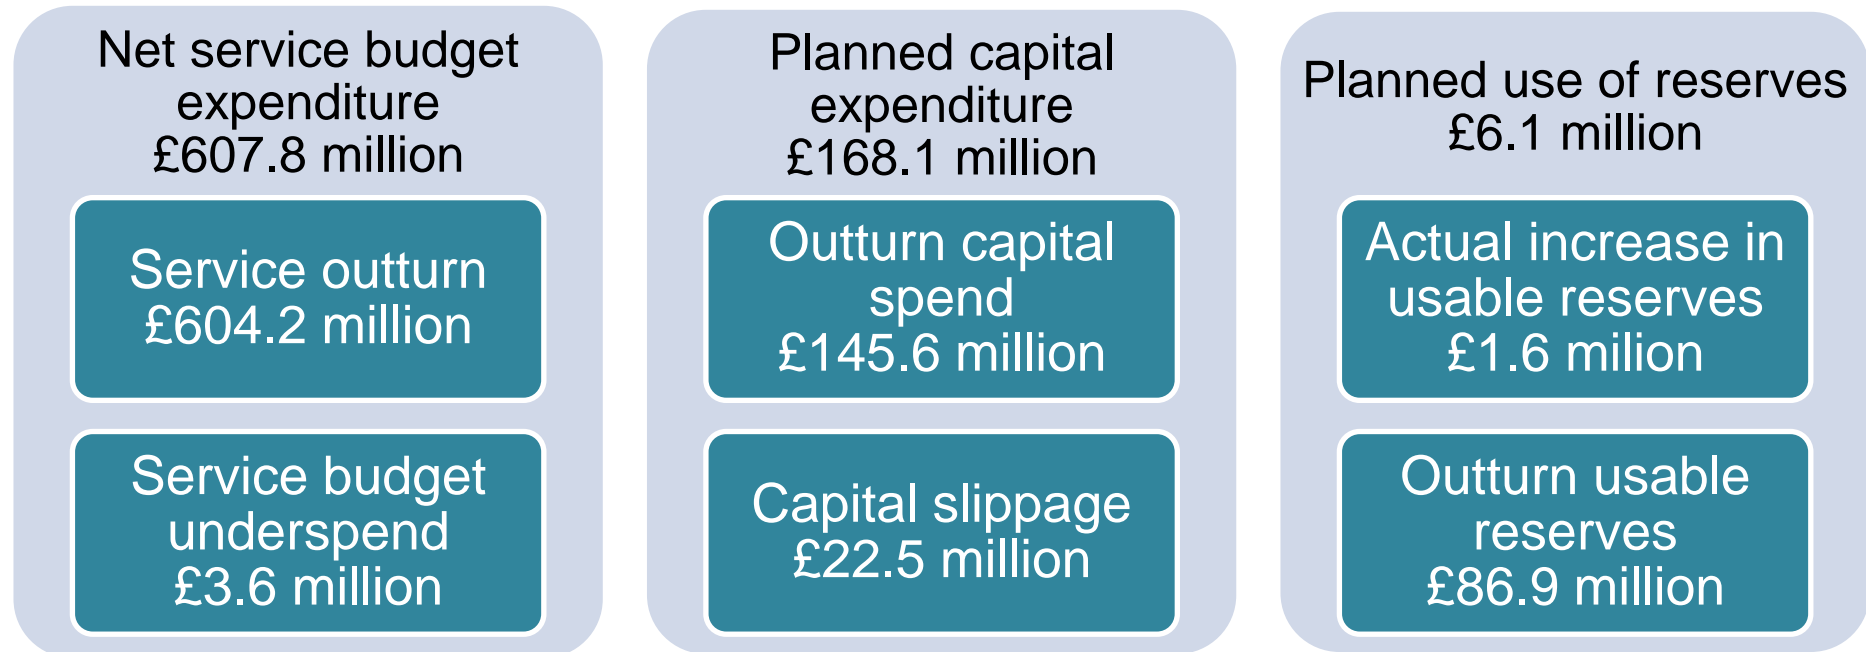 Net service budget
expenditure
£607.8 million
Service outturn
£604.2 million
Service budget
underspend
£3.6 million
Planned capital
expenditure
£168.1 million
Outturn capital
spend
£145.6 million
Capital slippage
£22.5 million
Planned use of reserves
£6.1 million
Actual increase in
usable reserves
£1.6 milion
Outturn usable
reserves
£86.9 million